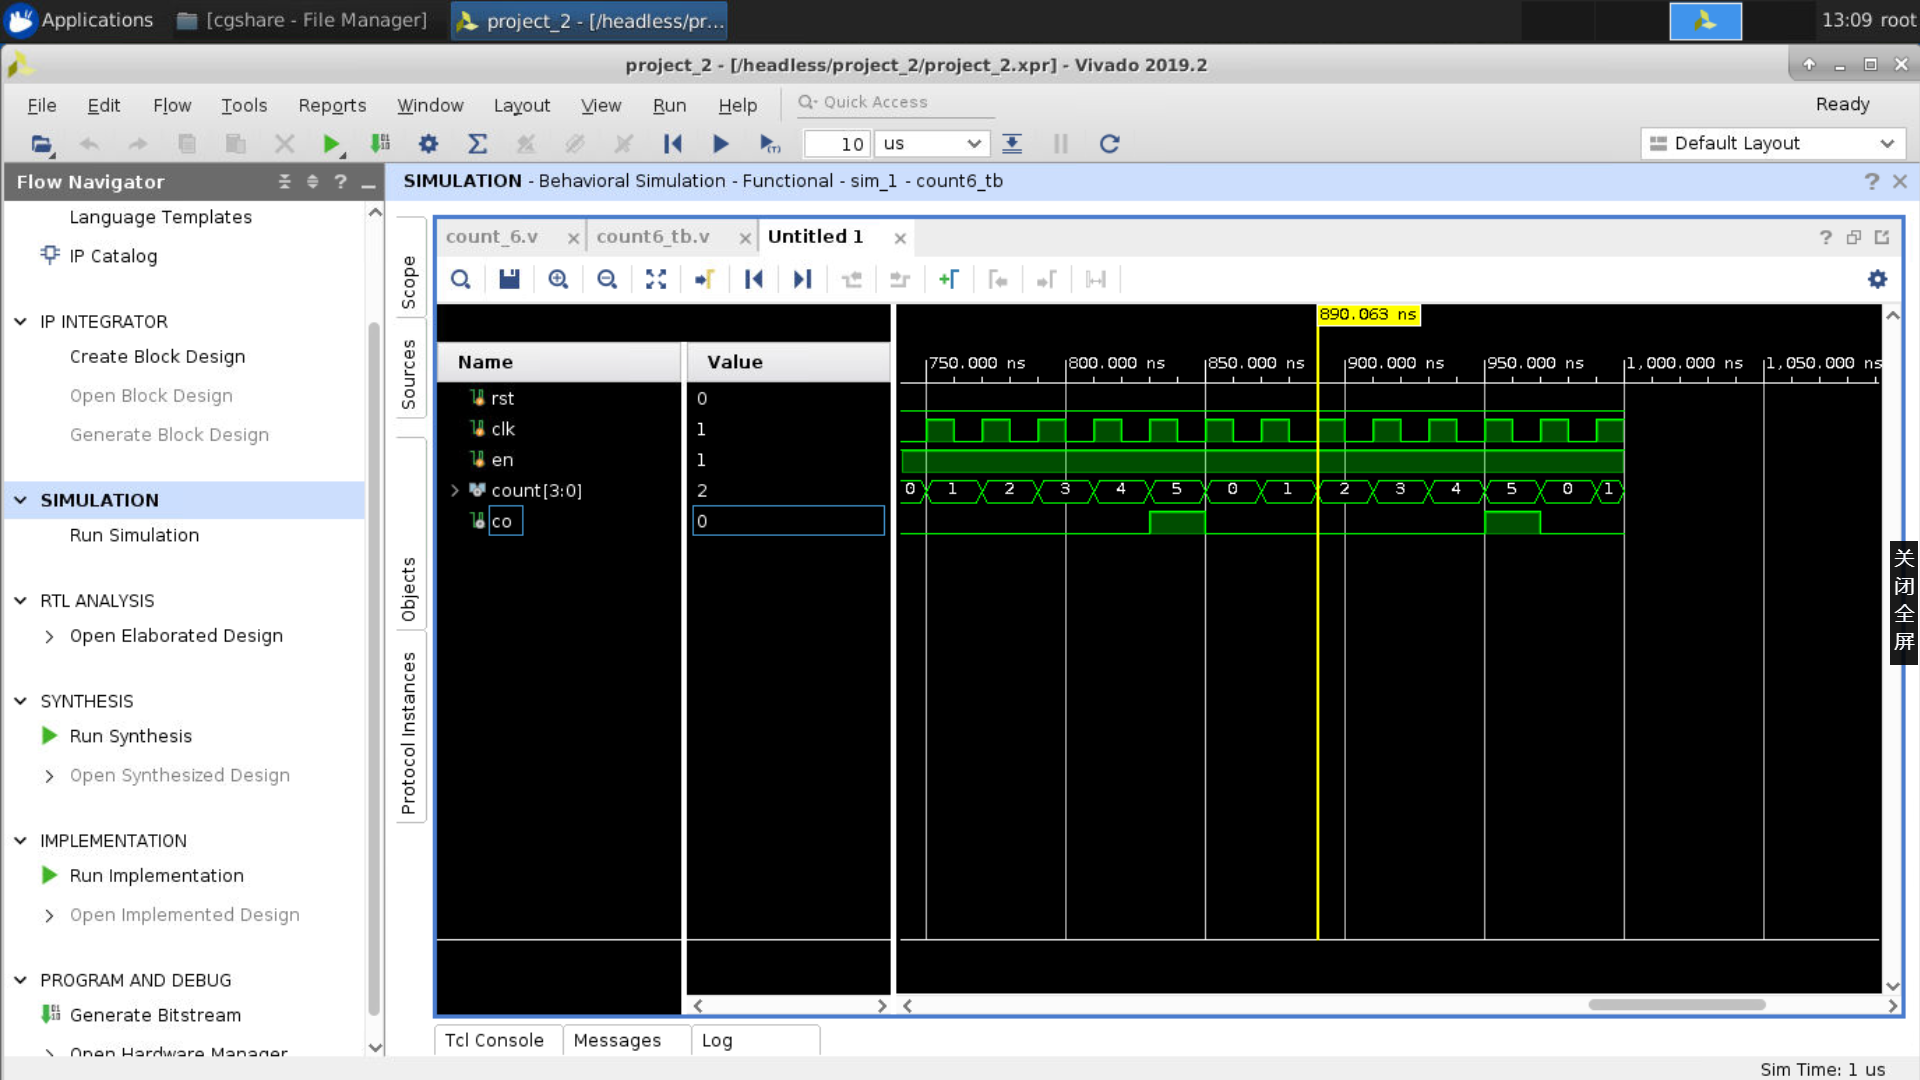 Applications
[cgshare - File Manager]
project_2 - [/headless/pr...
13:09 root
project_2 - [/headless/project_2/project_2.xpr] - Vivado 2019.2
File Edit Flow Tools Reports Window Layout View Run Help
Quick Access
Ready
10 us
Default Layout
Flow Navigator
?
Language Templates
IP Catalog
IP INTEGRATOR
Create Block Design
Open Block Design
Generate Block Design
SIMULATION
Run Simulation
RTL ANALYSIS
Open Elaborated Design
SYNTHESIS
Run Synthesis
Open Synthesized Design
IMPLEMENTATION
Run Implementation
Open Implemented Design
PROGRAM AND DEBUG
Generate Bitstream
Open Hardware Manager
SIMULATION - Behavioral Simulation - Functional - sim_1 - count6_tb
?
Scope
Sources
Objects
Protocol Instances
count_6.v
count6_tb.v
Untitled 1
?
890.063 ns
Name Value
750.000 ns 800.000 ns 850.000 ns 900.000 ns 950.000 ns 1,000.000 ns 1,050.000 ns
rst 0
clk 1
en 1
count[3:0] 2
0 1 2 3 4 5 0 1 2 3 4 5 0 1
co 0
关闭全屏
Tcl Console
Messages
Log
Sim Time: 1 us